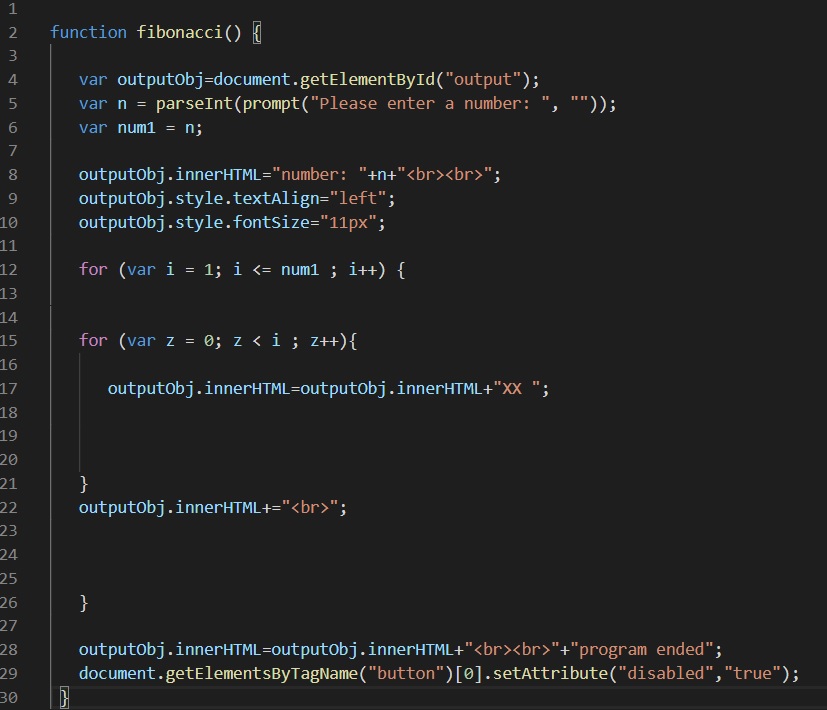 1
2 function fibonacci() {
3
4 var outputObj=document.getElementById("output");
5 var n = parseInt(prompt("Please enter a number: ", ""));
6 var num1 = n;
7
8 outputObj.innerHTML="number: "+n+"<br><br>";
9 outputObj.style.textAlign="left";
10 outputObj.style.fontSize="11px";
11
12 for (var i = 1; i <= num1 ; i++) {
13
14
15 for (var z = 0; z < i ; z++){
16
17 outputObj.innerHTML=outputObj.innerHTML+"XX ";
18
19
20
21 }
22 outputObj.innerHTML+="<br>";
23
24
25
26 }
27
28 outputObj.innerHTML=outputObj.innerHTML+"<br><br>"+"program ended";
29 document.getElementsByTagName("button")[0].setAttribute("disabled","true");
30 }